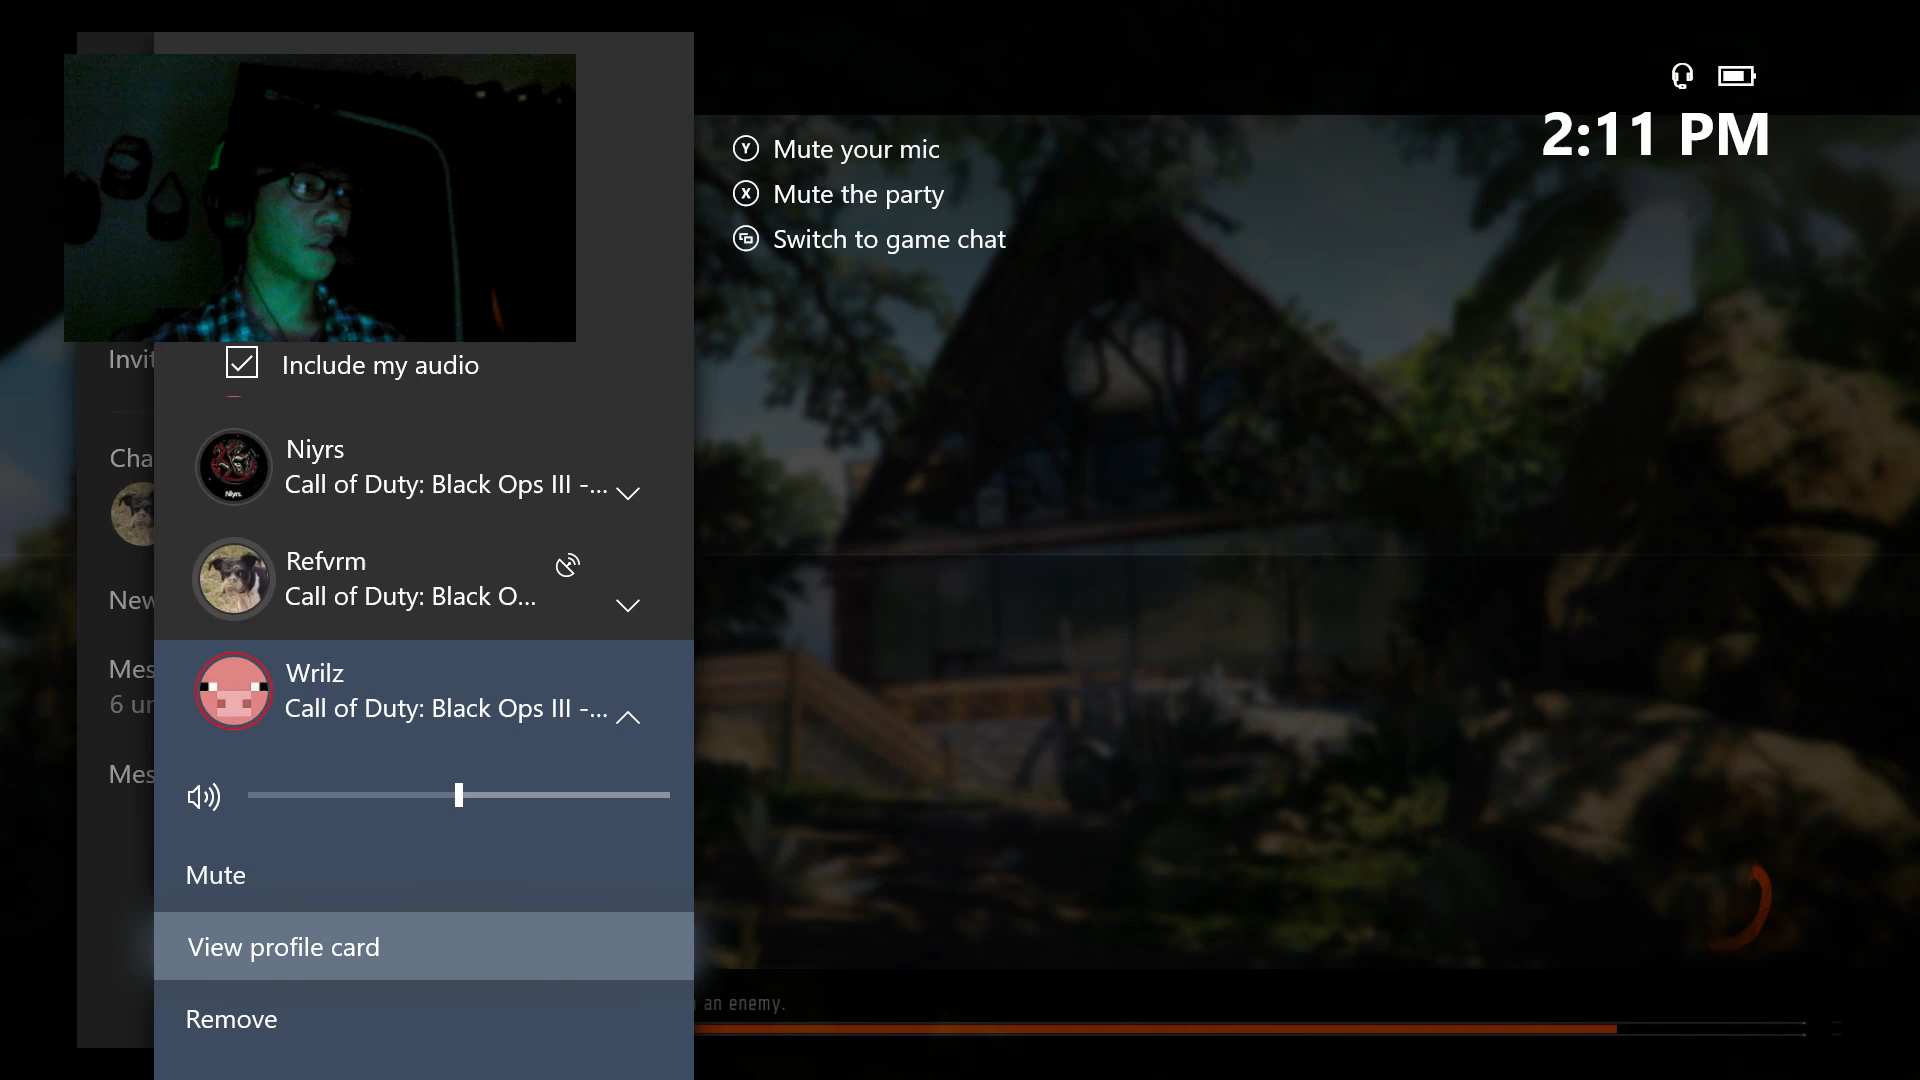 2:11 PM
Y Mute your mic
X Mute the party
Switch to game chat
Invit
Include my audio
Cha
Niyrs
Call of Duty: Black Ops III -...
Niyrs.
Refvrm
Call of Duty: Black O...
New
Mes
6 un
Wrilz
Call of Duty: Black Ops III -...
Mes
Mute
View profile card
Remove
an enemy.